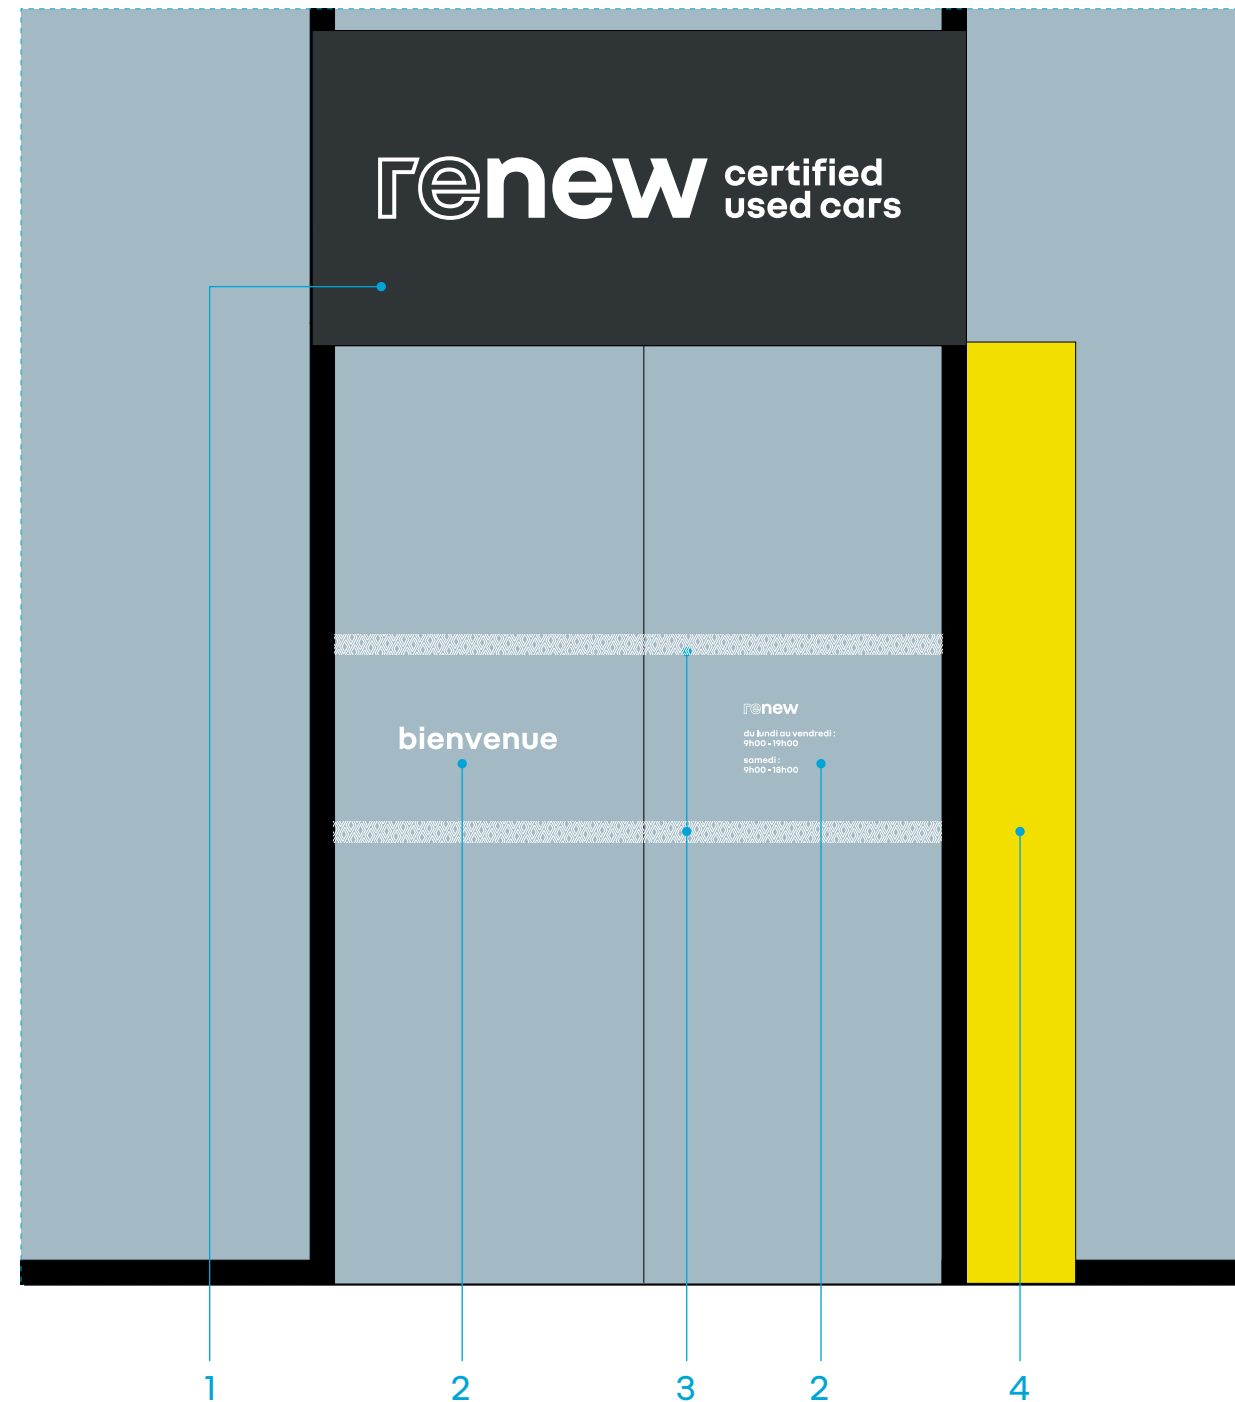 renew certified
used cars
bienvenue
renew
du lundi au vendredi :
9h00 - 19h00
samedi :
9h00 - 18h00
1 2 3 2 4